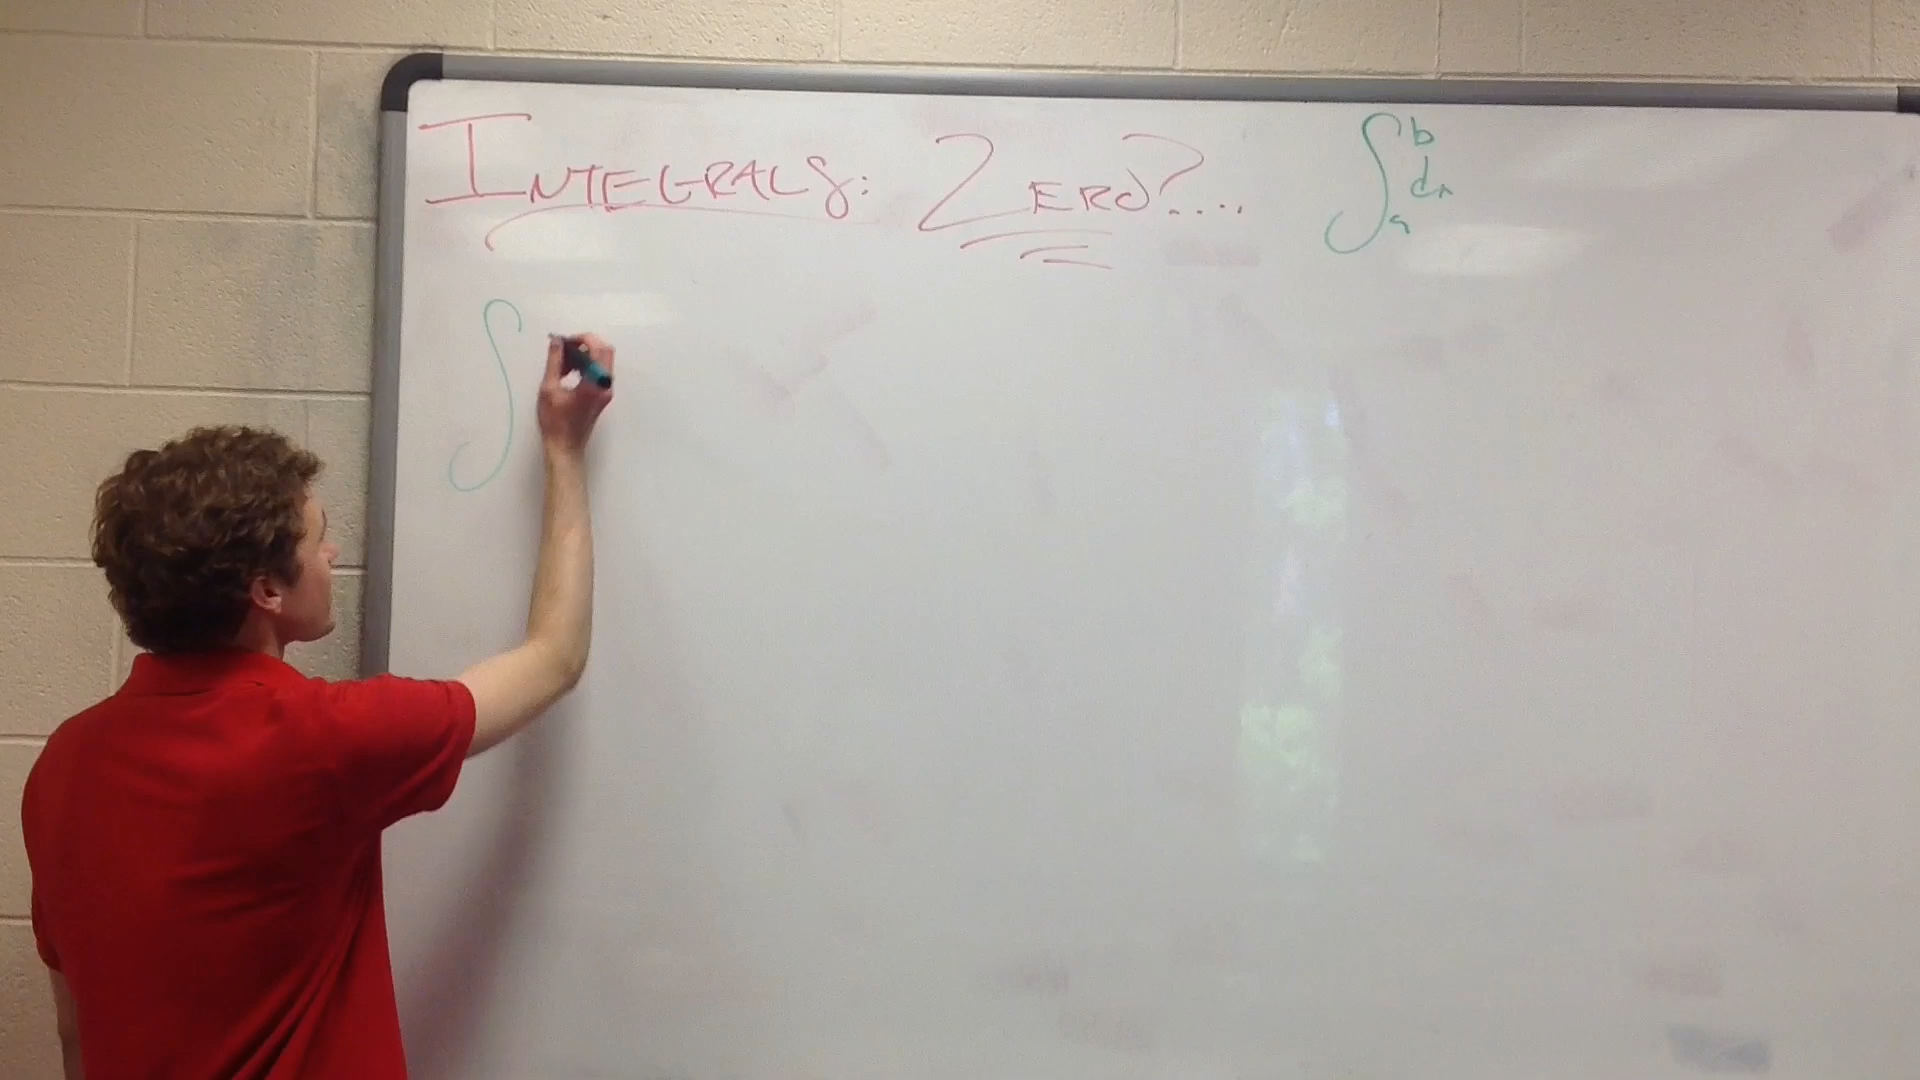 INTEGRALS: ZERO?.... ∫ₐᵇ dx
∫